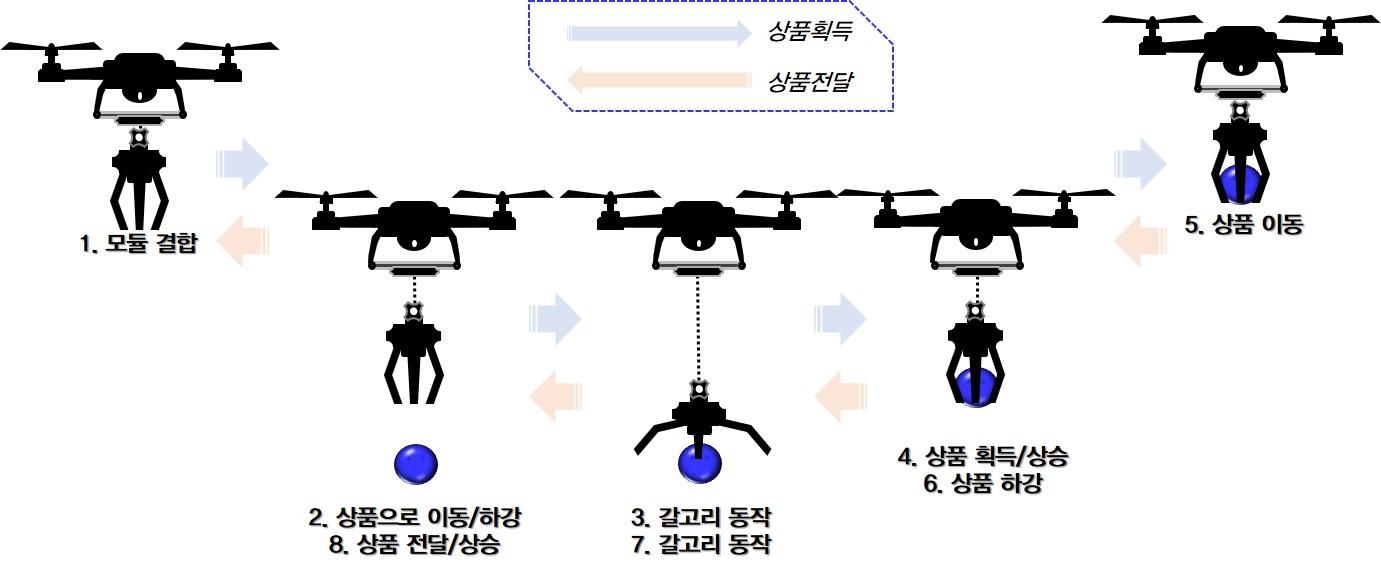 상품획득
상품전달
1. 모듈 결합
5. 상품 이동
4. 상품 획득/상승
6. 상품 하강
2. 상품으로 이동/하강
8. 상품 전달/상승
3. 갈고리 동작
7. 갈고리 동작